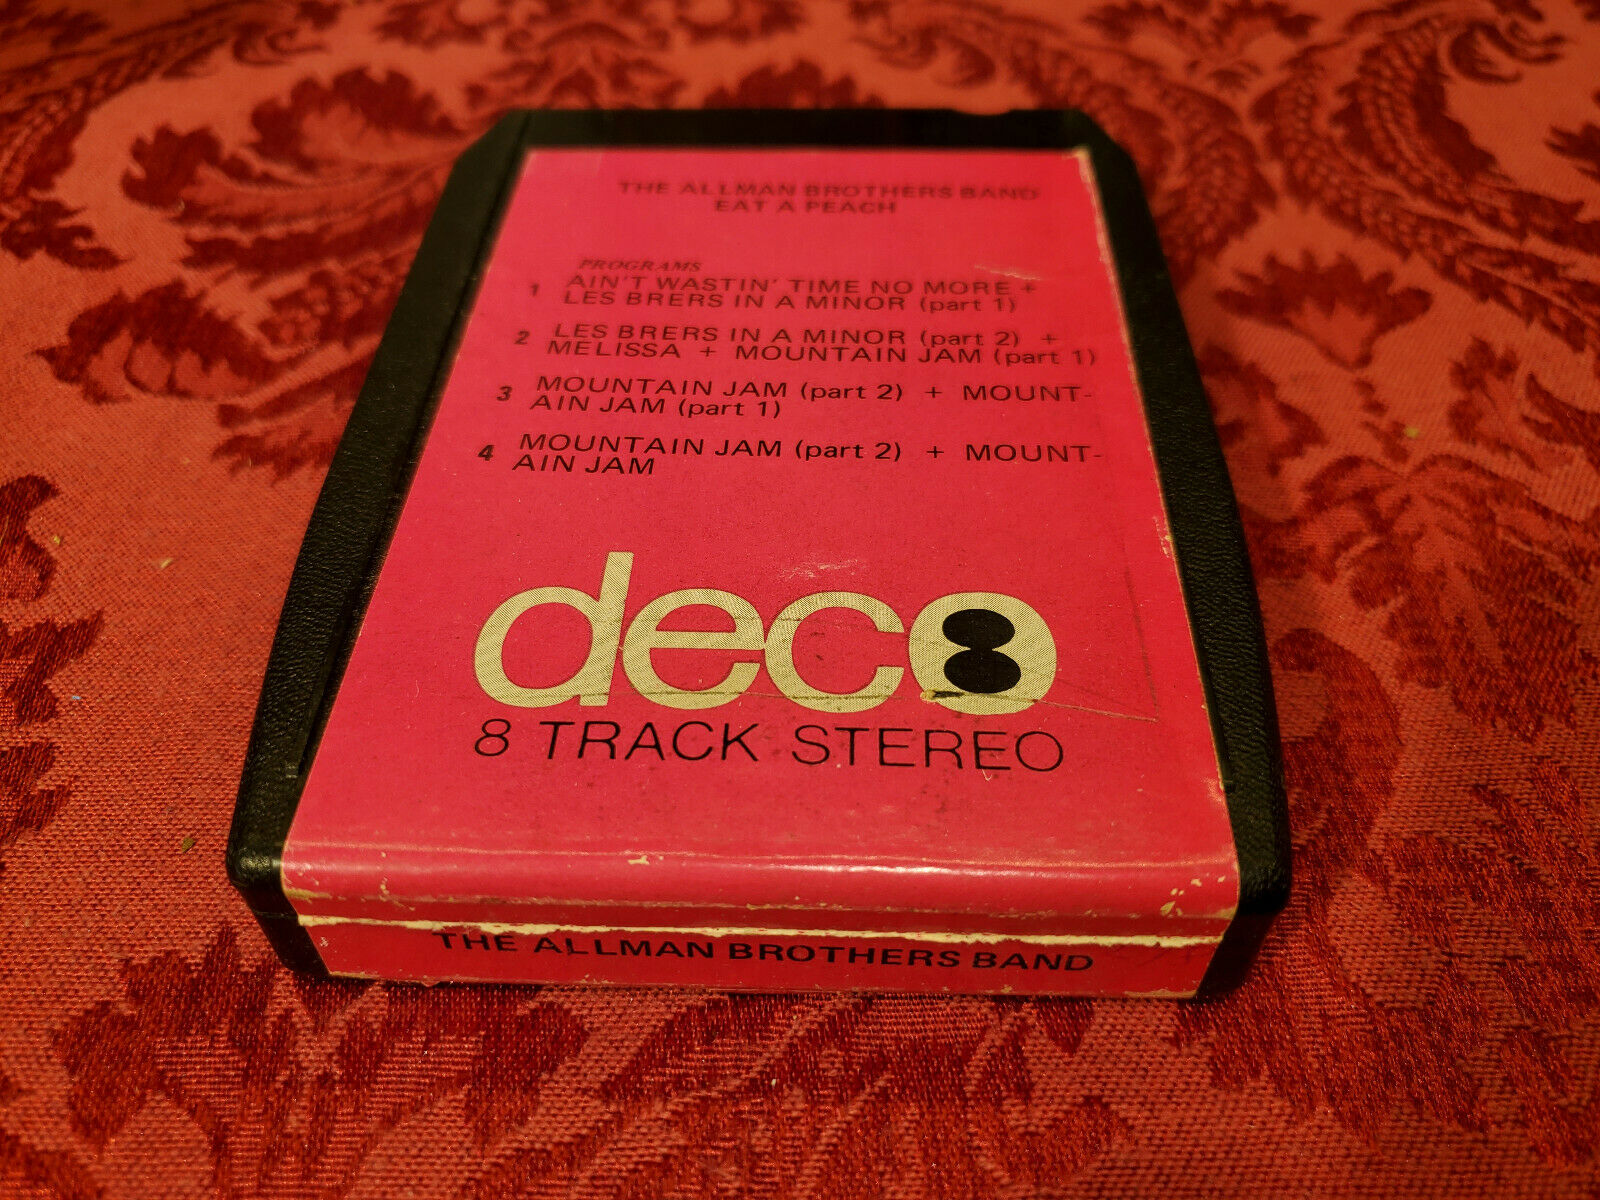 THE ALLMAN BROTHERS BAND
EAT A PEACH
PROGRAMS
1 AIN'T WASTIN' TIME NO MORE +
LES BRERS IN A MINOR (part 1)
2 LES BRERS IN A MINOR (part 2) +
MELISSA + MOUNTAIN JAM (part 1)
3 MOUNTAIN JAM (part 2) + MOUNT-
AIN JAM (part 1)
4 MOUNTAIN JAM (part 2) + MOUNT-
AIN JAM
deco
8 TRACK STEREO
THE ALLMAN BROTHERS BAND